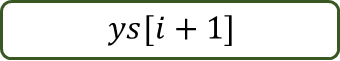 ys[i + 1]